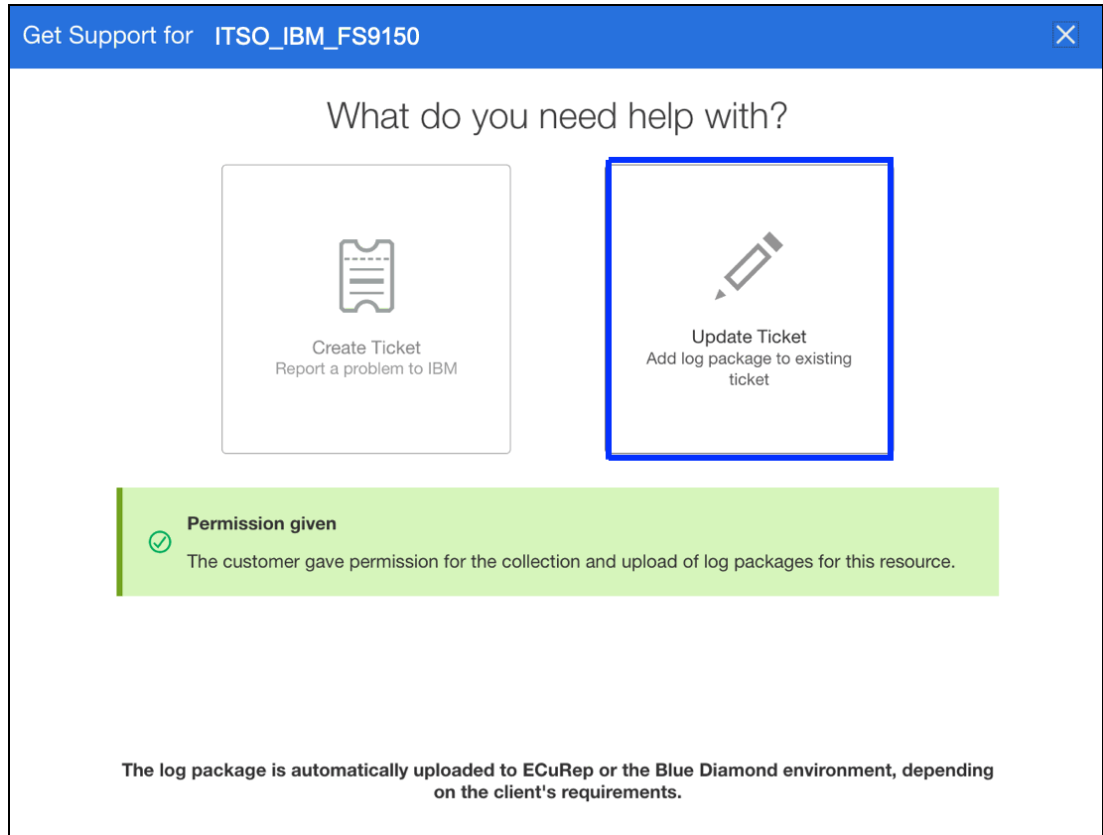 Get Support for ITSO_IBM_FS9150
What do you need help with?
Create Ticket
Report a problem to IBM
Update Ticket
Add log package to existing
ticket
Permission given
The customer gave permission for the collection and upload of log packages for this resource.
The log package is automatically uploaded to ECuRep or the Blue Diamond environment, depending
on the client's requirements.